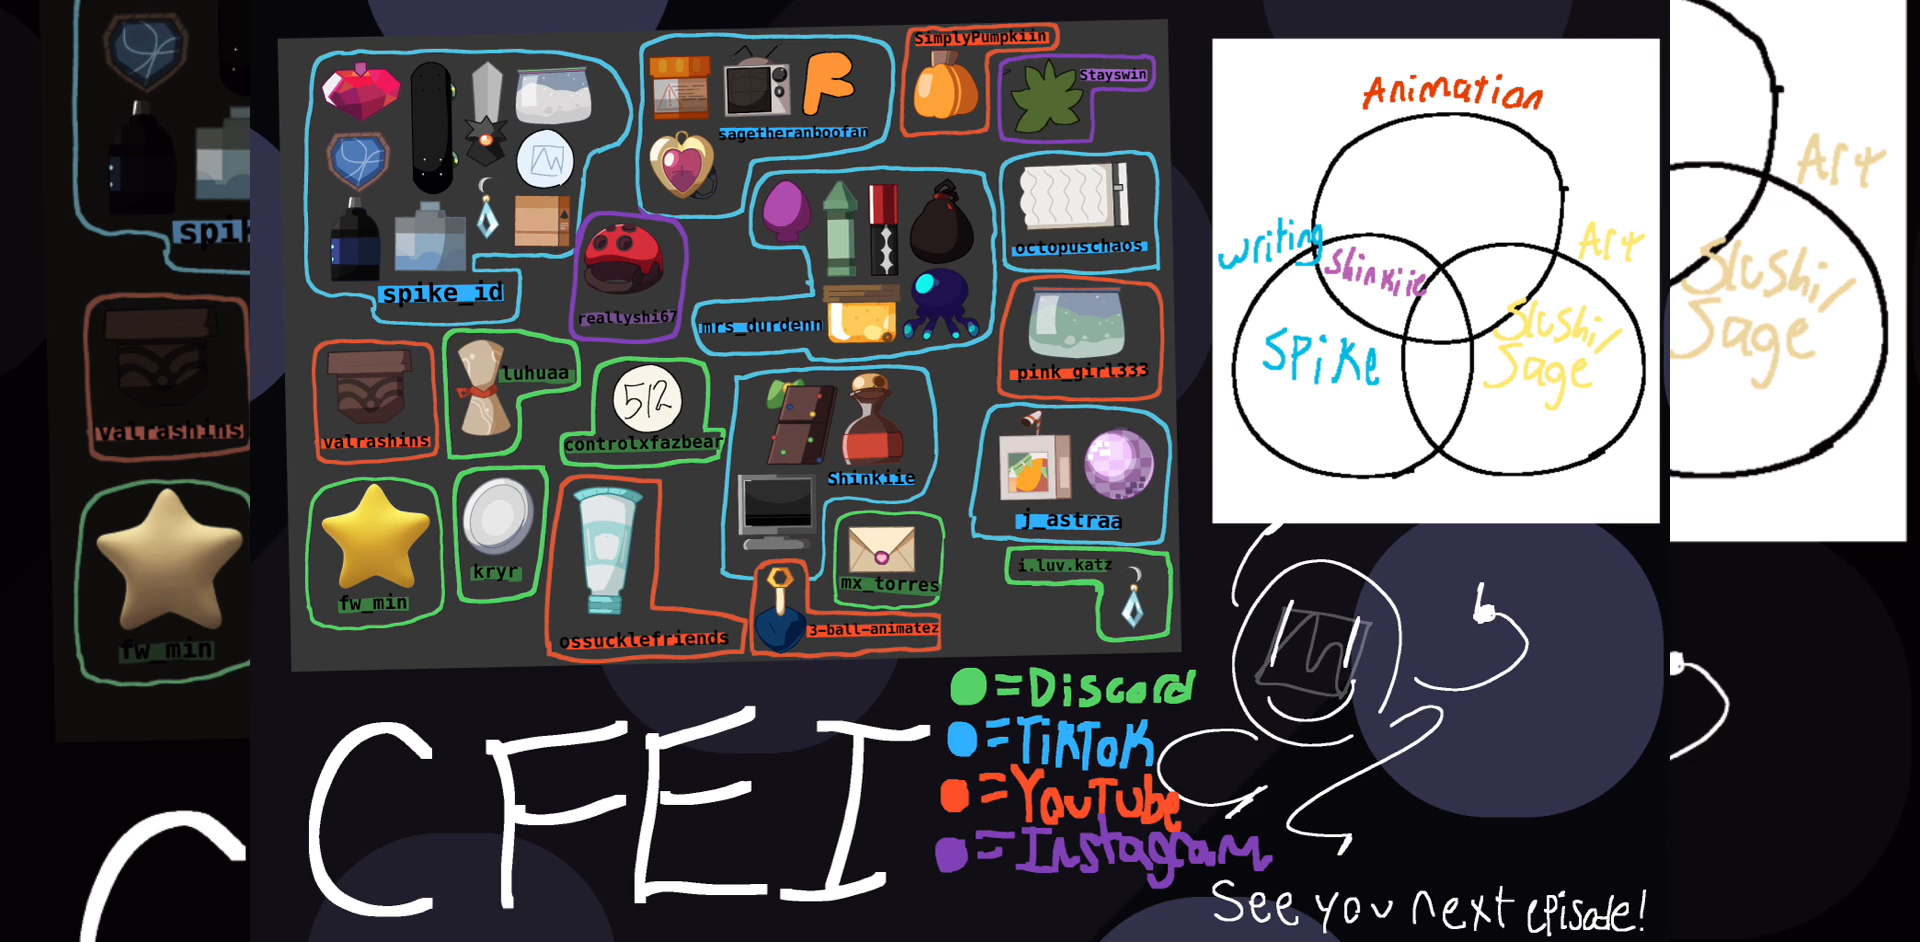 SimplyPumpkiin
Stayswin
sagetheranboofan
octopuschaos
spike_id
reallyshi67
mrs_durdenn
pink_girl333
luhuaa
valrashins
512
controlxfazbear
Shinkiie
j_astraa
fw_min
kryr
mx_torres
i.luv.katz
ossucklefriends
3-ball-animatez
CFEI
=Discord
=TikTok
=YouTube
=Instagram
Animation
writing
Art
Shinkiie
Spike
Slushi/
Sage
See you next episode!
spik
valrashins
fw_min
C
Art
Slushi/
Sage